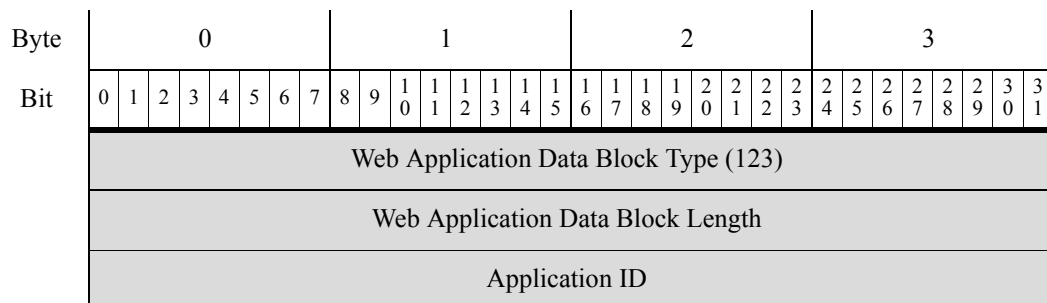 Byte 0 1 2 3
Bit 0 1 2 3 4 5 6 7 8 9 10 11 12 13 14 15 16 17 18 19 20 21 22 23 24 25 26 27 28 29 30 31
Web Application Data Block Type (123)
Web Application Data Block Length
Application ID